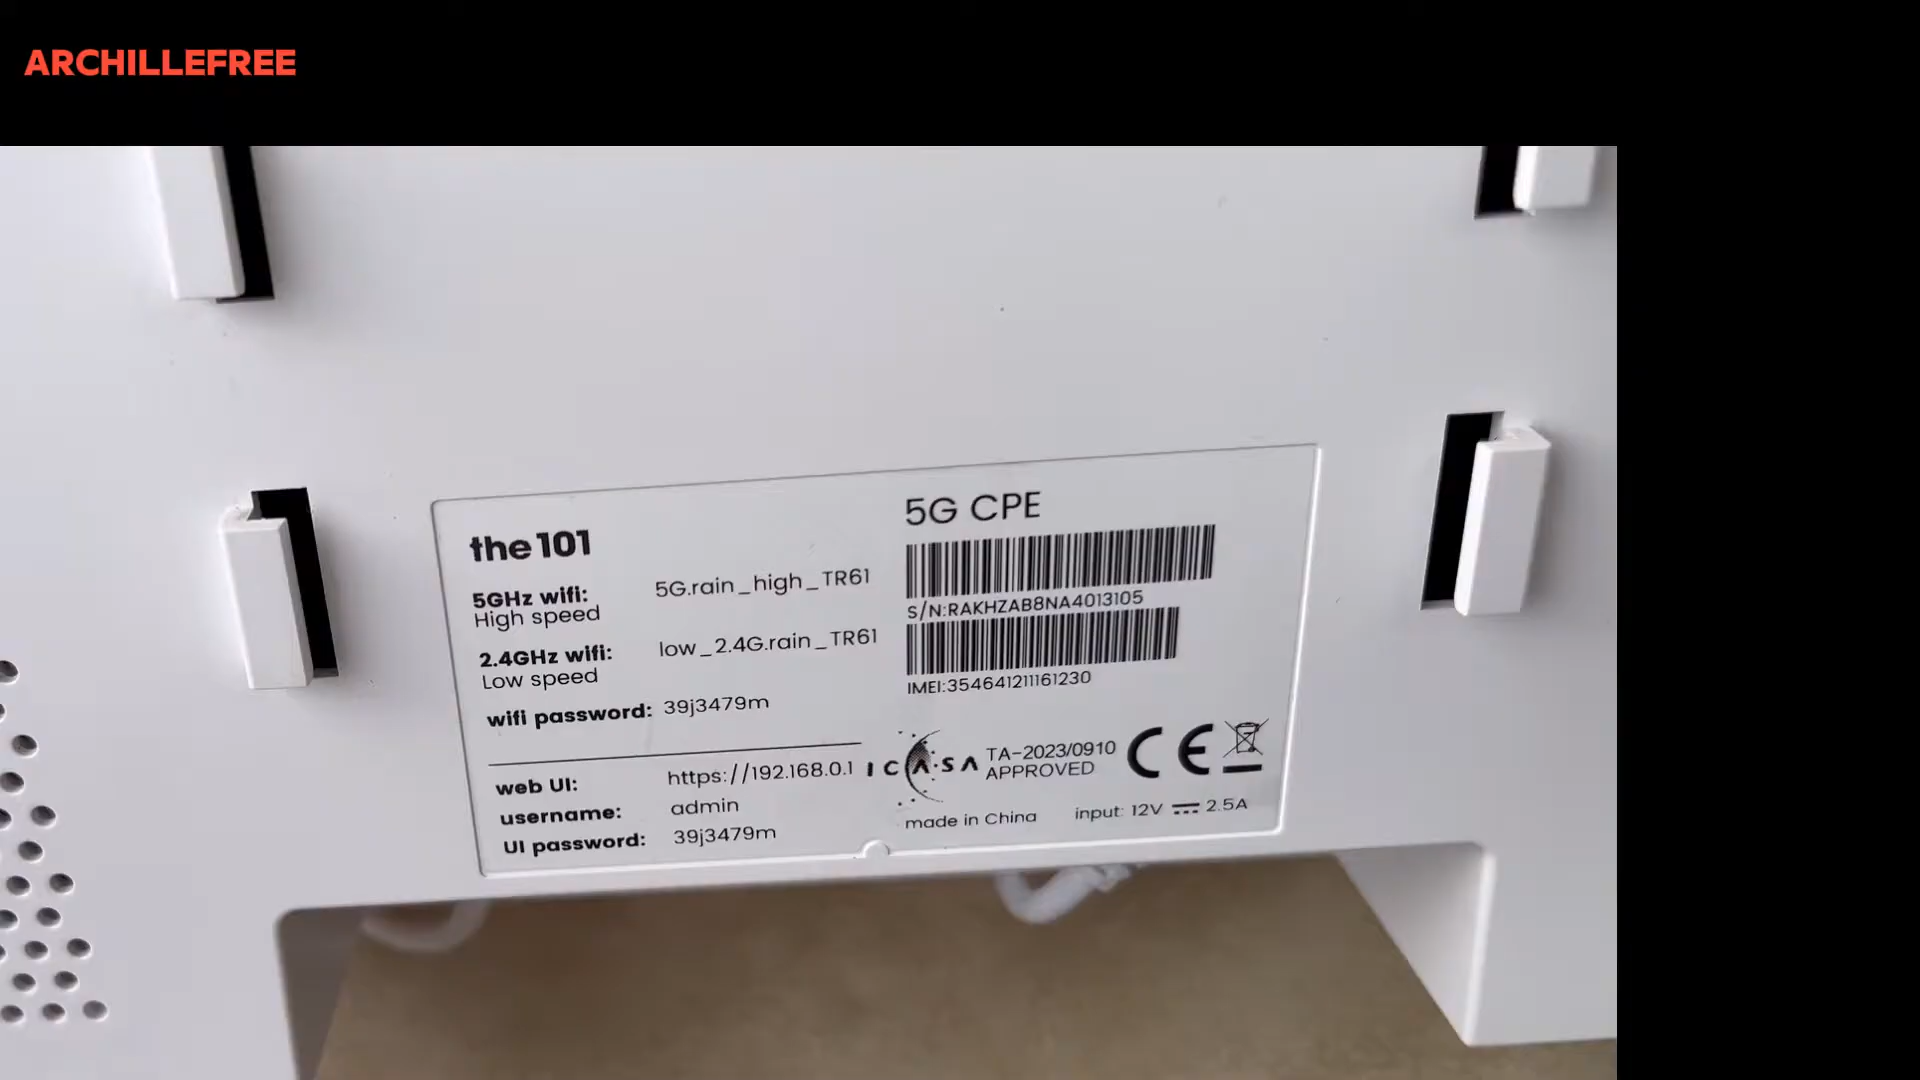 ARCHILLEFREE
the 101
5GHz wifi: 5G.rain_high_TR61
High speed
2.4GHz wifi: low_2.4G.rain_TR61
Low speed
wifi password: 39j3479m
web UI: https://192.168.0.1
username: admin
UI password: 39j3479m
5G CPE
S/N:RAKHZAB8NA4013105
IMEI:354641211161230
ICASA TA-2023/0910
APPROVED
CE
made in China input: 12V 2.5A